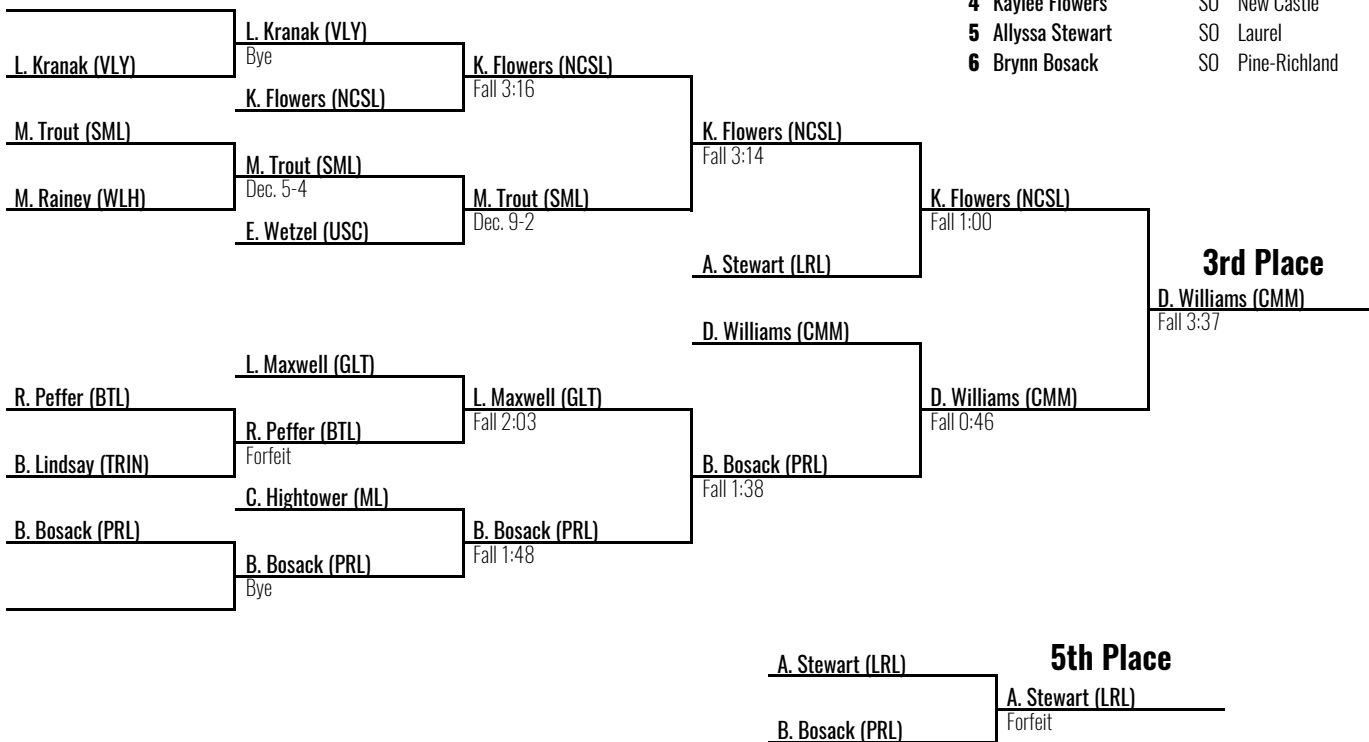 4 Kaylee Flowers SO New Castle
5 Allyssa Stewart SO Laurel
6 Brynn Bosack SO Pine-Richland
L. Kranak (VLY)
L. Kranak (VLY)
Bye
K. Flowers (NCSL)
K. Flowers (NCSL)
Fall 3:16
M. Trout (SML)
M. Rainey (WLH)
M. Trout (SML)
Dec. 5-4
E. Wetzel (USC)
M. Trout (SML)
Dec. 9-2
K. Flowers (NCSL)
Fall 3:14
A. Stewart (LRL)
K. Flowers (NCSL)
Fall 1:00
3rd Place
D. Williams (CMM)
Fall 3:37
D. Williams (CMM)
L. Maxwell (GLT)
R. Peffer (BTL)
B. Lindsay (TRIN)
R. Peffer (BTL)
Forfeit
L. Maxwell (GLT)
Fall 2:03
D. Williams (CMM)
Fall 0:46
B. Bosack (PRL)
Fall 1:38
C. Hightower (ML)
B. Bosack (PRL)
B. Bosack (PRL)
Bye
B. Bosack (PRL)
Fall 1:48
5th Place
A. Stewart (LRL)
B. Bosack (PRL)
A. Stewart (LRL)
Forfeit